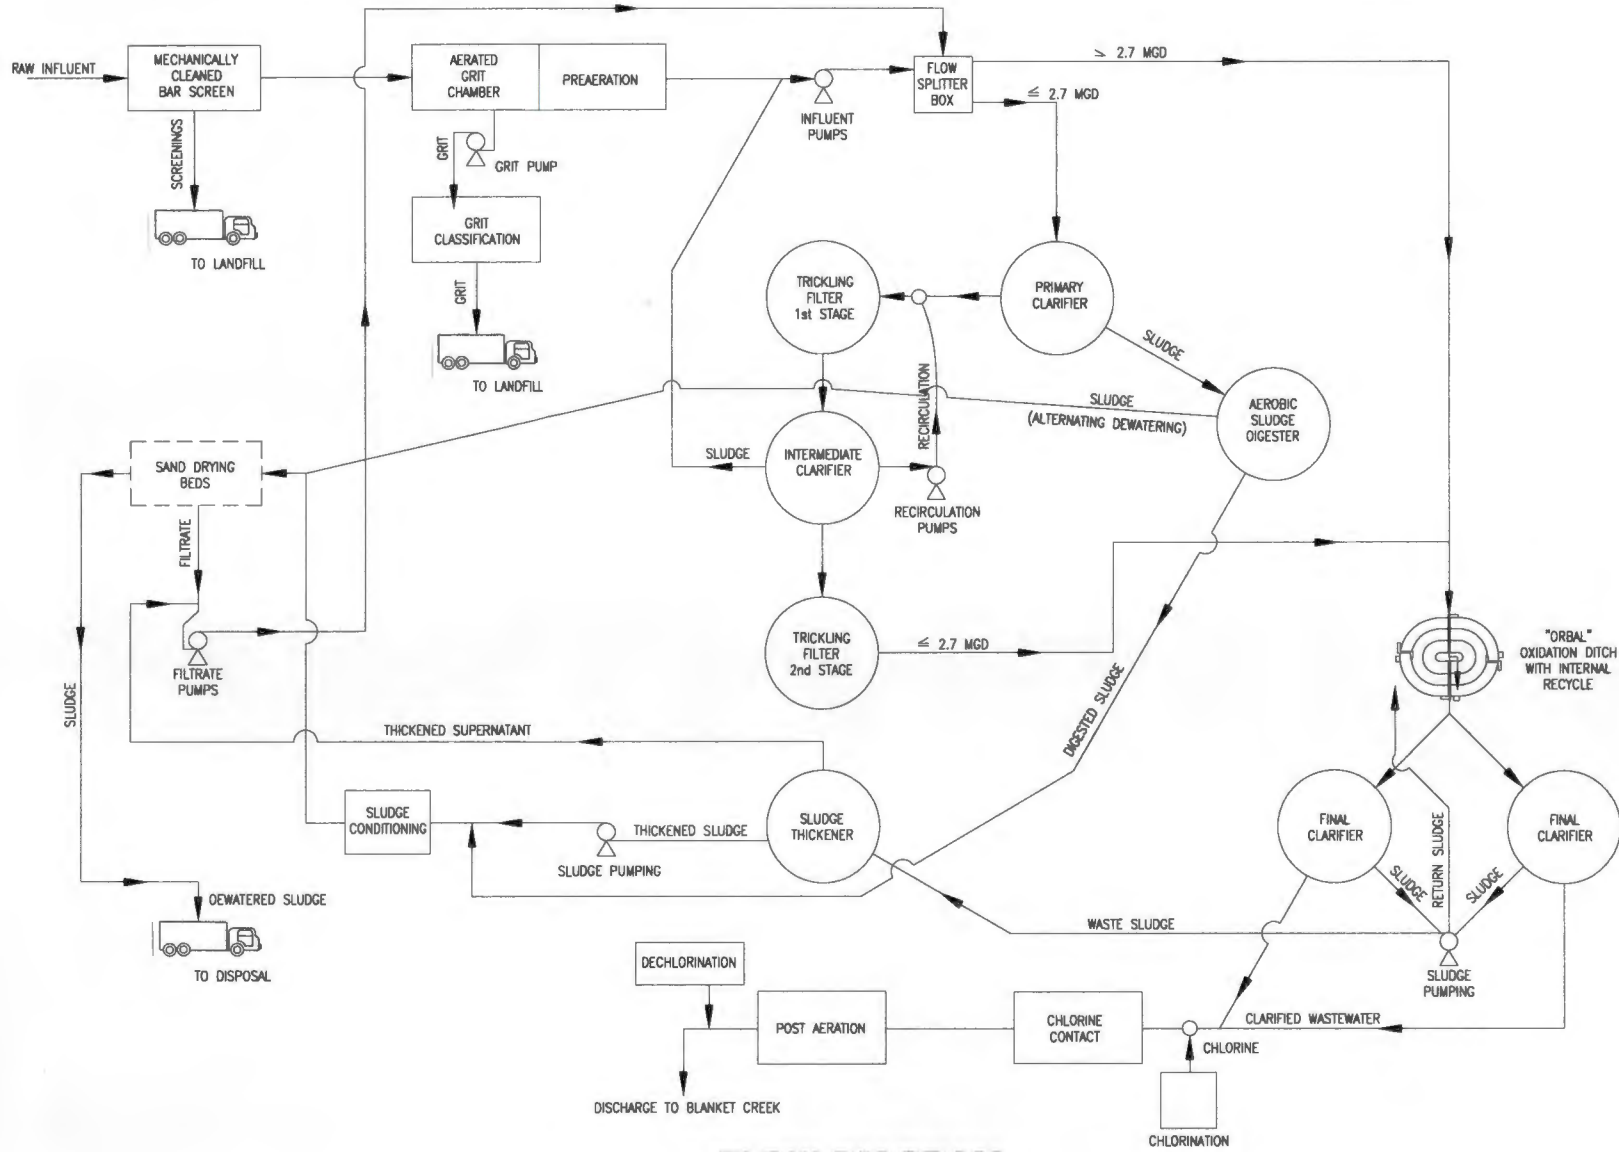 RAW INFLUENT
MECHANICALLY
CLEANED
BAR SCREEN
AERATED
GRIT
CHAMBER
PREAERATION
INFLUENT
PUMPS
FLOW
SPLITTER
BOX
> 2.7 MGD
≤ 2.7 MGD
SCREENINGS
TO LANDFILL
GRIT
GRIT PUMP
GRIT
CLASSIFICATION
GRIT
TO LANDFILL
TRICKLING
FILTER
1st STAGE
PRIMARY
CLARIFIER
SLUDGE
RECIRCULATION
SLUDGE
(ALTERNATING DEWATERING)
AEROBIC
SLUDGE
DIGESTER
SAND DRYING
BEDS
SLUDGE
INTERMEDIATE
CLARIFIER
RECIRCULATION
PUMPS
FILTRATE
FILTRATE
PUMPS
TRICKLING
FILTER
2nd STAGE
≤ 2.7 MGD
"ORBAL"
OXIDATION DITCH
WITH INTERNAL
RECYCLE
SLUDGE
DIGESTED SLUDGE
THICKENED SUPERNATANT
SLUDGE
CONDITIONING
THICKENED SLUDGE
SLUDGE PUMPING
SLUDGE
THICKENER
FINAL
CLARIFIER
FINAL
CLARIFIER
SLUDGE
RETURN SLUDGE
SLUDGE
DEWATERED SLUDGE
TO DISPOSAL
WASTE SLUDGE
SLUDGE
PUMPING
DECHLORINATION
POST AERATION
CHLORINE
CONTACT
CLARIFIED WASTEWATER
CHLORINE
DISCHARGE TO BLANKET CREEK
CHLORINATION